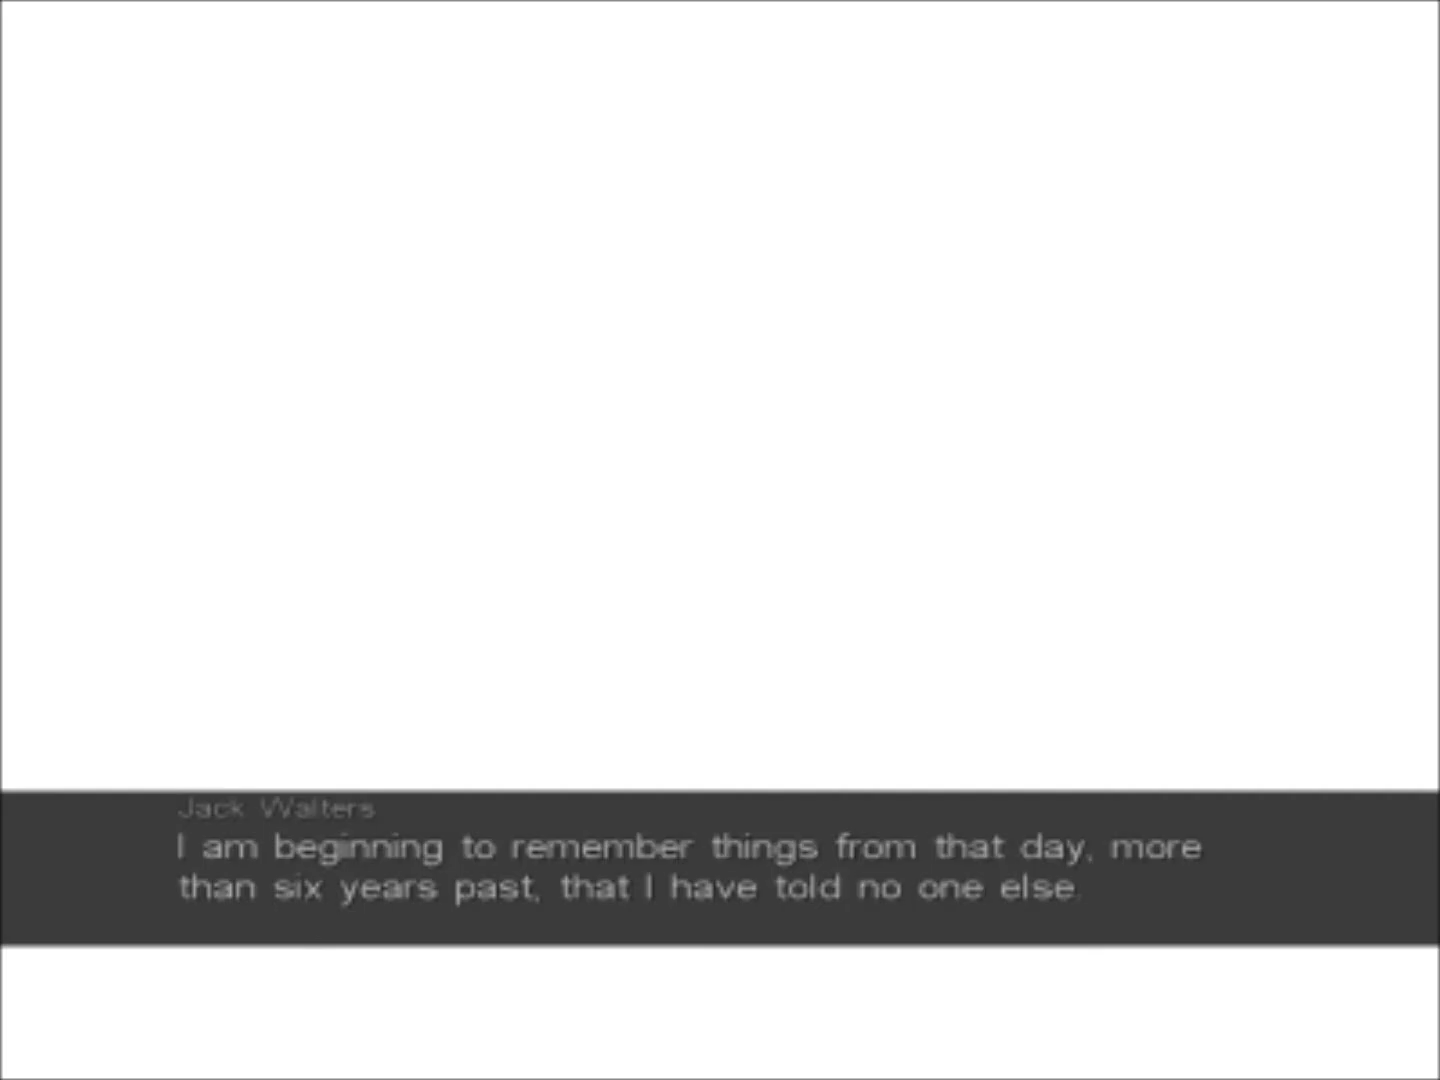 Jack Walters
I am beginning to remember things from that day, more
than six years past, that I have told no one else.